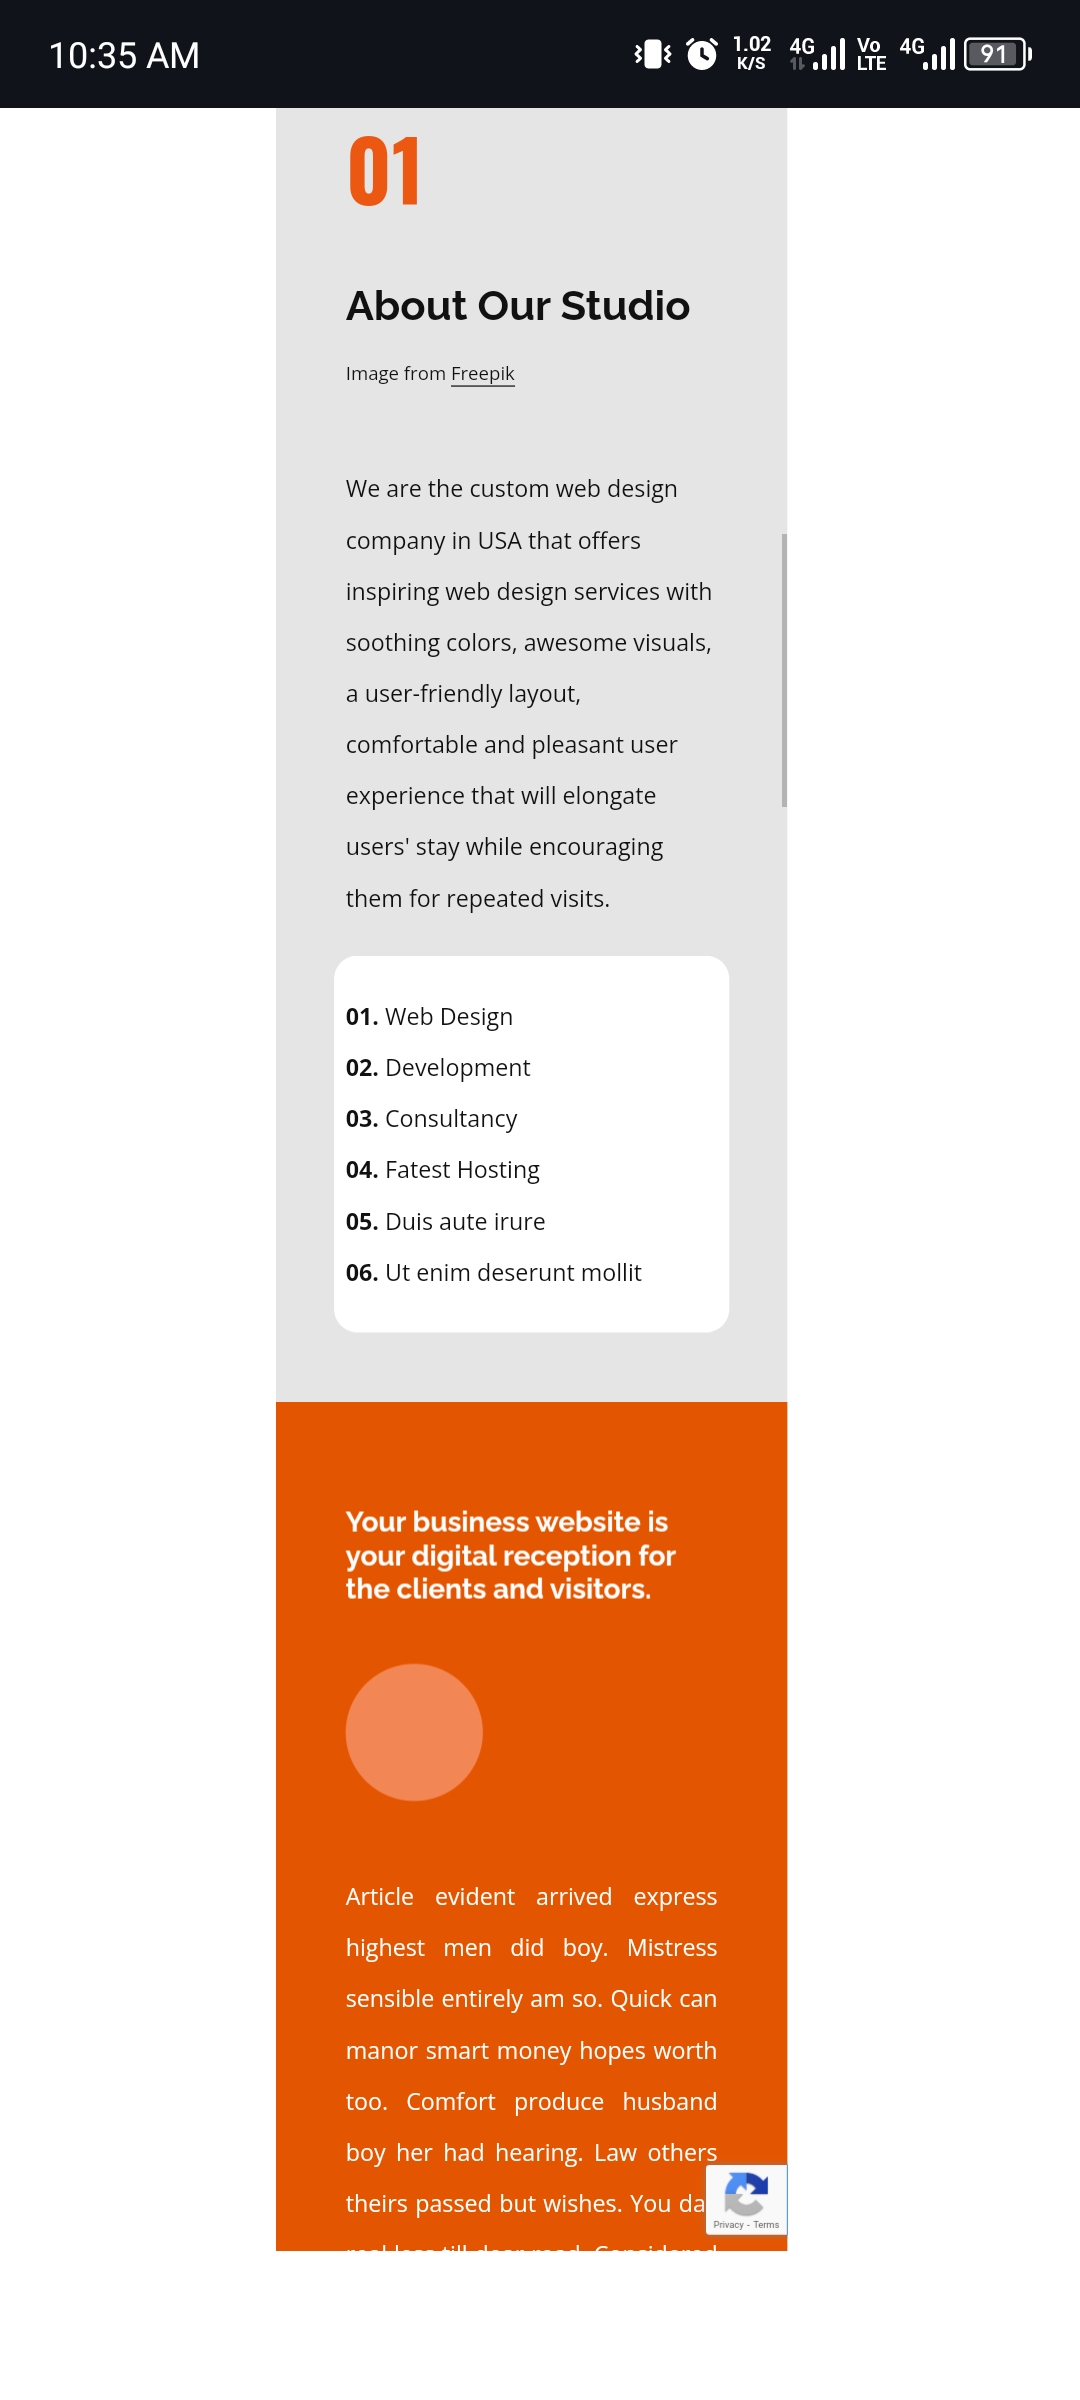 10:35 AM
1.02 K/S 4G Vo LTE 4G 91
01
About Our Studio
Image from Freepik
We are the custom web design
company in USA that offers
inspiring web design services with
soothing colors, awesome visuals,
a user-friendly layout,
comfortable and pleasant user
experience that will elongate
users' stay while encouraging
them for repeated visits.
01. Web Design
02. Development
03. Consultancy
04. Fatest Hosting
05. Duis aute irure
06. Ut enim deserunt mollit
Your business website is
your digital reception for
the clients and visitors.
Article evident arrived express
highest men did boy. Mistress
sensible entirely am so. Quick can
manor smart money hopes worth
too. Comfort produce husband
boy her had hearing. Law others
theirs passed but wishes. You da
Privacy - Terms